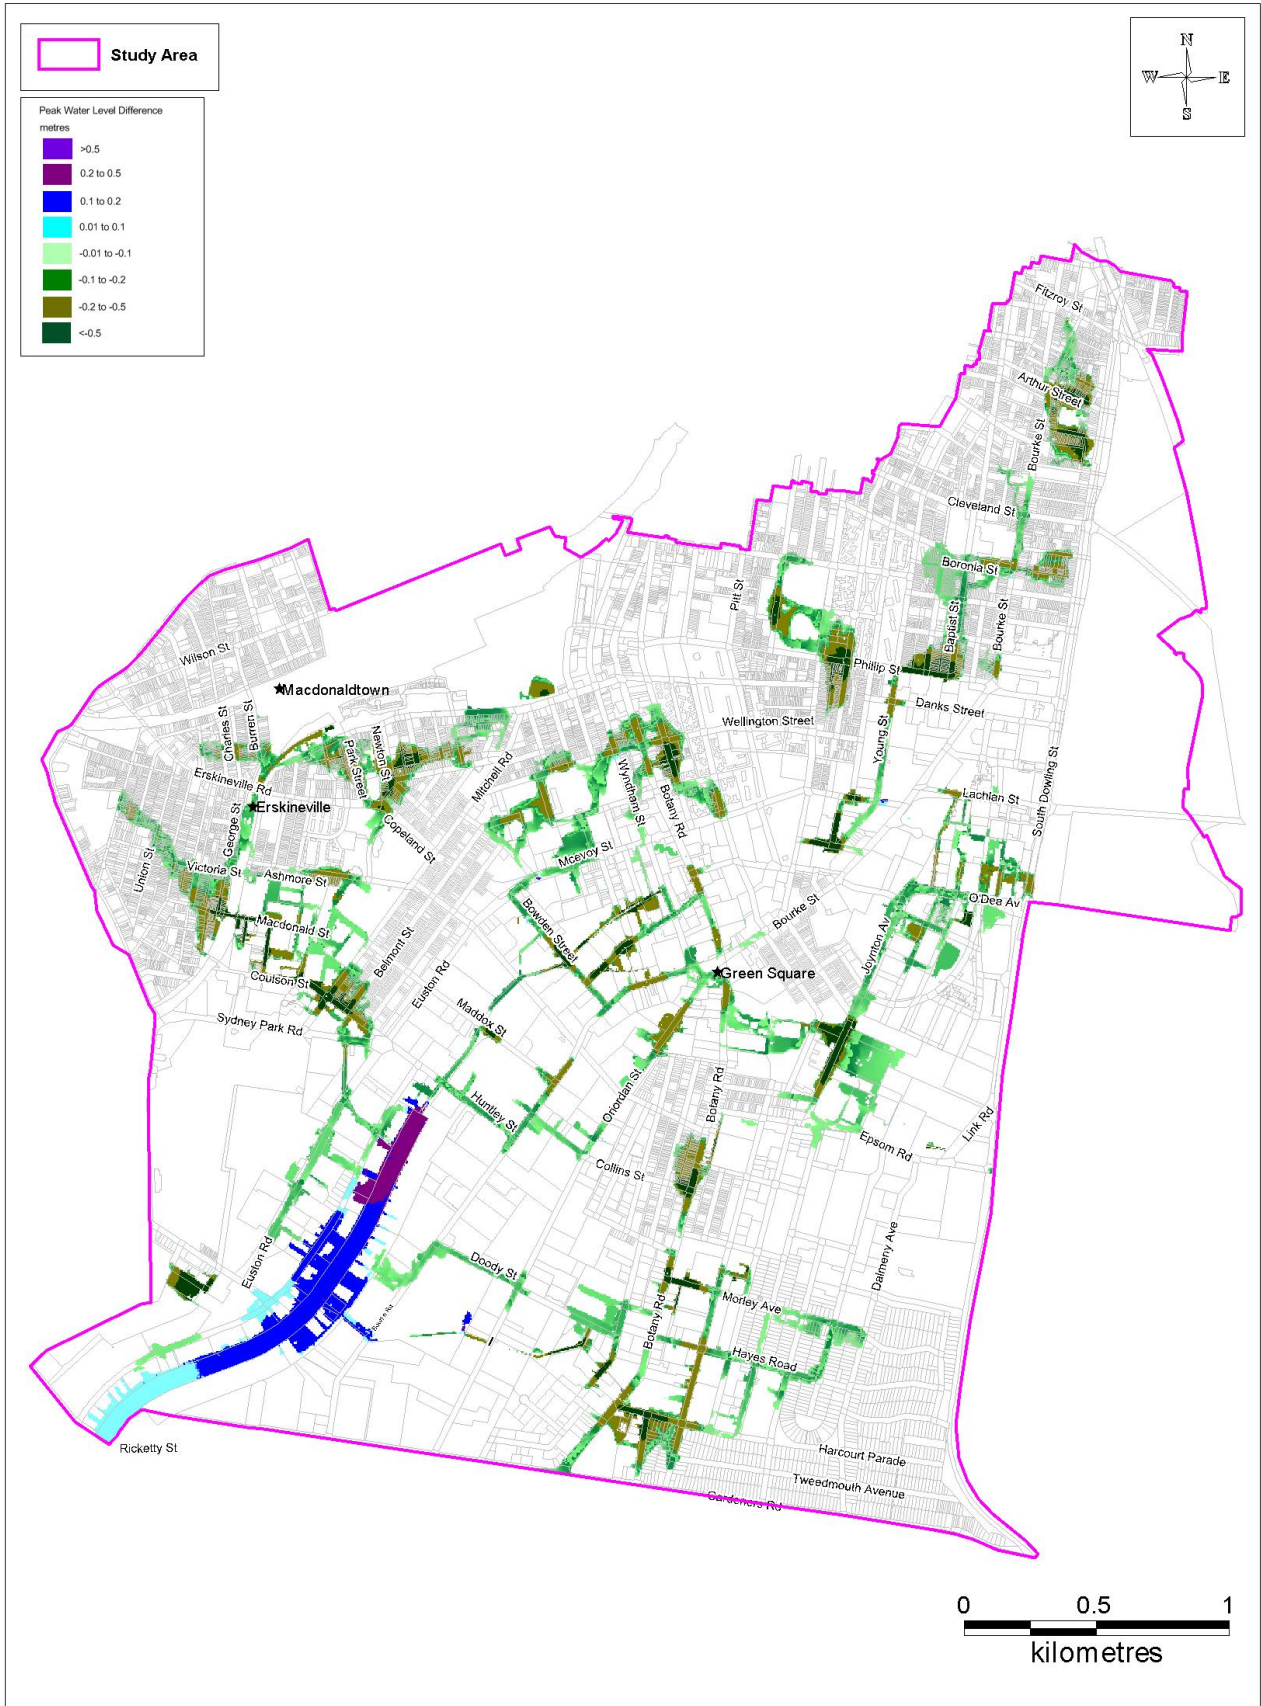 Study Area
N
W E
S
Peak Water Level Difference
metres
>0.5
0.2 to 0.5
0.1 to 0.2
0.01 to 0.1
-0.01 to -0.1
-0.1 to -0.2
-0.2 to -0.5
<-0.5
Fitzroy St
Arthur Street
Bourke St
Cleveland St
Boronia St
Pitt St
Baptist St
Bourke St
Wilson St
Phillip St
Macdonaldtown
Danks Street
Wellington Street
Charles St
Burren St
Newton St
Park Street
Mitchell Rd
Young St
Erskineville Rd
Wyndham St
Botany Rd
Lachlan St
South Dowling St
Erskineville
George St
Copeland St
Mcevoy St
Union St
Victoria St
Ashmore St
O'Dea Av
Bowden Street
Bourke St
Macdonald St
Joynton Av
Belmont St
Euston Rd
Green Square
Coulson St
Maddox St
Sydney Park Rd
Oriordan St
Botany Rd
Huntley St
Link Rd
Epsom Rd
Collins St
Dalmeny Ave
Euston Rd
Doody St
Morley Ave
Botany Rd
Hayes Road
Ricketty St
Harcourt Parade
Tweedmouth Avenue
Gardeners Rd
0 0.5 1
kilometres